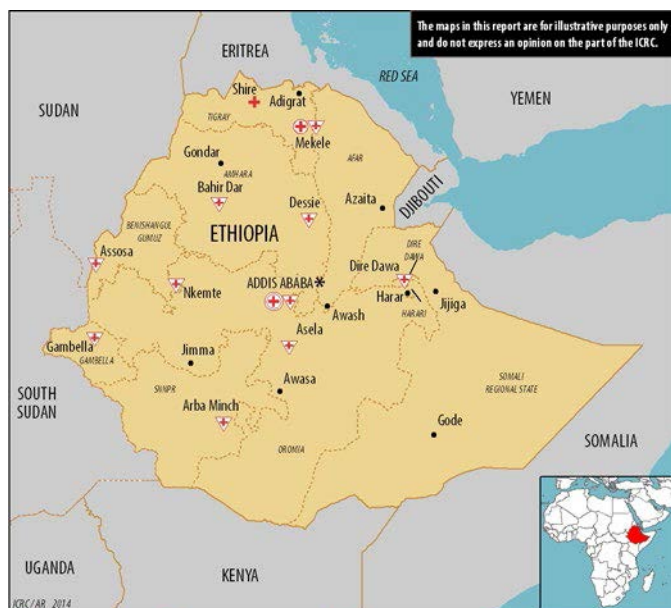 The maps in this report are for illustrative purposes only
and do not express an opinion on the part of the ICRC.
ERITREA
RED SEA
SUDAN
YEMEN
Shire
Adigrat
TIGRAY
Mekele
Gondar
AMHARA
AFAR
DJIBOUTI
Bahir Dar
Dessie
Azaita
BENISHANGUL
GUMUZ
ETHIOPIA
Assosa
DIRE
DAWA
Dire Dawa
Nkemte
ADDIS ABABA*
Harar
Jijiga
HARARI
Awash
Gambella
GAMBELLA
Asela
Jimma
SOUTH
SUDAN
SNNPR
Awasa
SOMALI
REGIONAL STATE
Arba Minch
Gode
OROMIA
SOMALIA
UGANDA
KENYA
ICRC/AR 2014